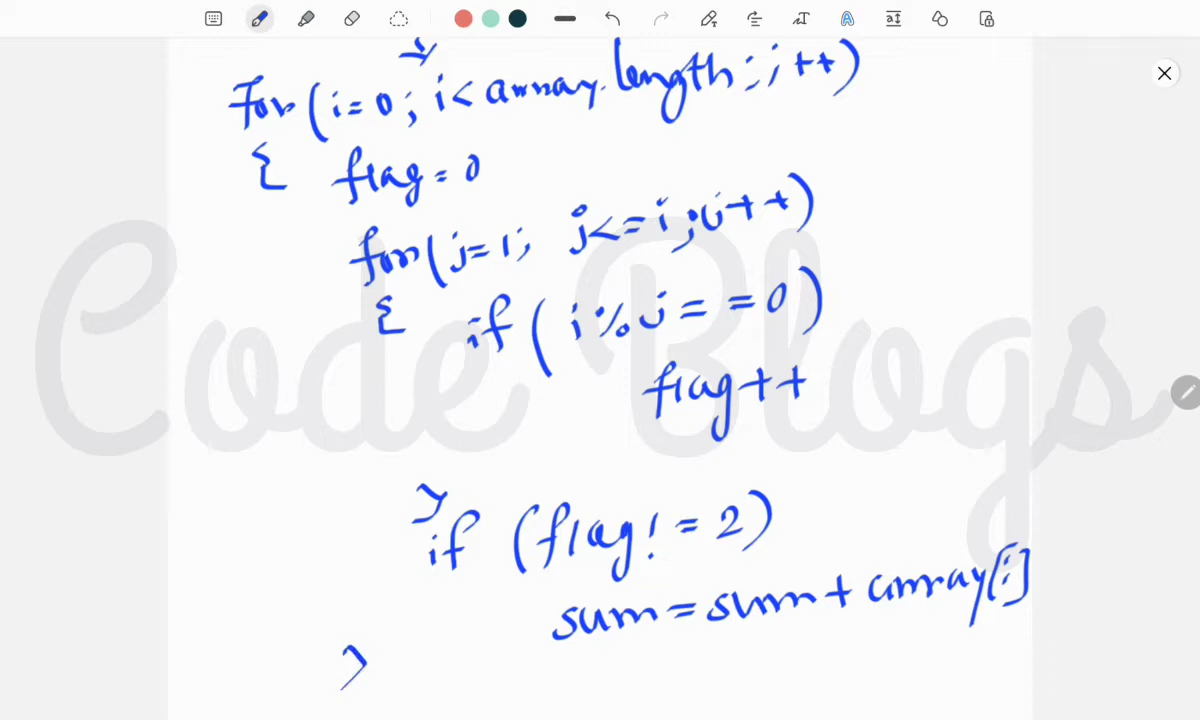 for(i=0; i<array.length; i++)
{ flag=0
for(j=1; j<=i; j++)
{ if(i%j==0)
flag++
}
if (flag!=2)
sum=sum+array[i]
}
Code Blogs